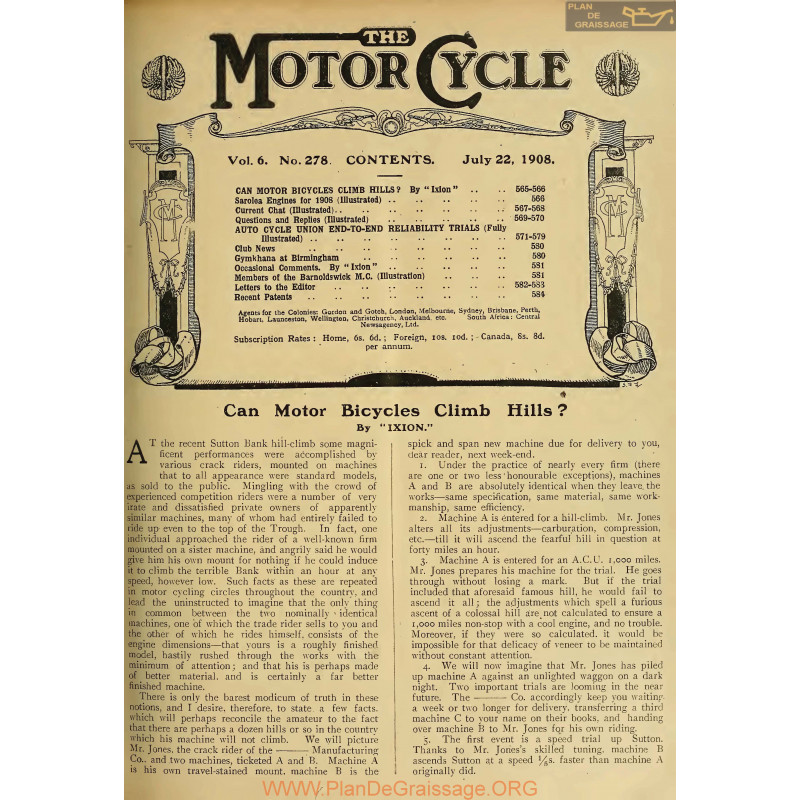 PLAN
DE
GRAISSAGE
THE
MOTOR CYCLE
Vol. 6. No. 278. CONTENTS. July 22, 1908.
CAN MOTOR BICYCLES CLIMB HILLS? By "Ixion" .. .. 565-566
Sarolea Engines for 1908 (Illustrated) .. .. .. .. .. 566
Current Chat (Illustrated).. .. .. .. .. .. .. 567-568
Questions and Replies (Illustrated) .. .. .. .. .. 569-570
AUTO CYCLE UNION END-TO-END RELIABILITY TRIALS (Fully
Illustrated) .. .. .. .. .. .. .. .. 571-579
Club News .. .. .. .. .. .. .. .. 580
Gymkhana at Birmingham .. .. .. .. .. .. 580
Occasional Comments. By "Ixion" .. .. .. .. .. 581
Members of the Barnoldswick M.C. (Illustration) .. .. .. 581
Letters to the Editor .. .. .. .. .. .. .. 582-583
Recent Patents .. .. .. .. .. .. .. .. 584
Agents for the Colonies: Gordon and Gotch, London, Melbourne, Sydney, Brisbane, Perth,
Hobart, Launceston, Wellington, Christchurch, Auckland, etc. South Africa: Central
Newsagency, Ltd.
Subscription Rates: Home, 6s. 6d.; Foreign, 10s. 10d.; Canada, 8s. 8d.
per annum.
Can Motor Bicycles Climb Hills?
By "IXION."
AT the recent Sutton Bank hill-climb some magni-
ficent performances were accomplished by
various crack riders, mounted on machines
that to all appearance were standard models,
as sold to the public. Mingling with the crowd of
experienced competition riders were a number of very
irate and dissatisfied private owners of apparently
similar machines, many of whom had entirely failed to
ride up even to the top of the Trough. In fact, one
individual approached the rider of a well-known firm
mounted on a sister machine, and angrily said he would
give him his own mount for nothing if he could induce
it to climb the terrible Bank within an hour at any
speed, however low. Such facts as these are repeated
in motor cycling circles throughout the country, and
lead the uninstructed to imagine that the only thing
in common between the two nominally identical
machines, one of which the trade rider sells to you and
the other of which he rides himself, consists of the
engine dimensions—that yours is a roughly finished
model, hastily rushed through the works with the
minimum of attention; and that his is perhaps made
of better material, and is certainly a far better
finished machine.
There is only the barest modicum of truth in these
notions, and I desire, therefore, to state a few facts,
which will perhaps reconcile the amateur to the fact
that there are perhaps a dozen hills or so in the country
which his machine will not climb. We will picture
Mr. Jones, the crack rider of the ——— Manufacturing
Co., and two machines, ticketed A and B. Machine A
is his own travel-stained mount, machine B is the
spick and span new machine due for delivery to you,
dear reader, next week-end.
1. Under the practice of nearly every firm (there
are one or two less honourable exceptions), machines
A and B are absolutely identical when they leave the
works—same specification, same material, same work-
manship, same efficiency.
2. Machine A is entered for a hill-climb. Mr. Jones
alters all its adjustments—carburation, compression,
etc.—till it will ascend the fearful hill in question at
forty miles an hour.
3. Machine A is entered for an A.C.U. 1,000 miles.
Mr. Jones prepares his machine for the trial. He goes
through without losing a mark. But if the trial
included that aforesaid famous hill, he would fail to
ascend it all; the adjustments which spell a furious
ascent of a colossal hill are not calculated to ensure a
1,000 miles non-stop with a cool engine, and no trouble.
Moreover, if they were so calculated, it would be
impossible for that delicacy of veneer to be maintained
without constant attention.
4. We will now imagine that Mr. Jones has piled
up machine A against an unlighted waggon on a dark
night. Two important trials are looming in the near
future. The ——— Co. accordingly keep you waiting
a week or two longer for delivery, transferring a third
machine C to your name on their books, and handing
over machine B to Mr. Jones for his own riding.
5. The first event is a speed trial up Sutton.
Thanks to Mr. Jones's skilled tuning, machine B
ascends Sutton at a speed ⅛s. faster than machine A
originally did.
www.PlanDeGraissage.ORG